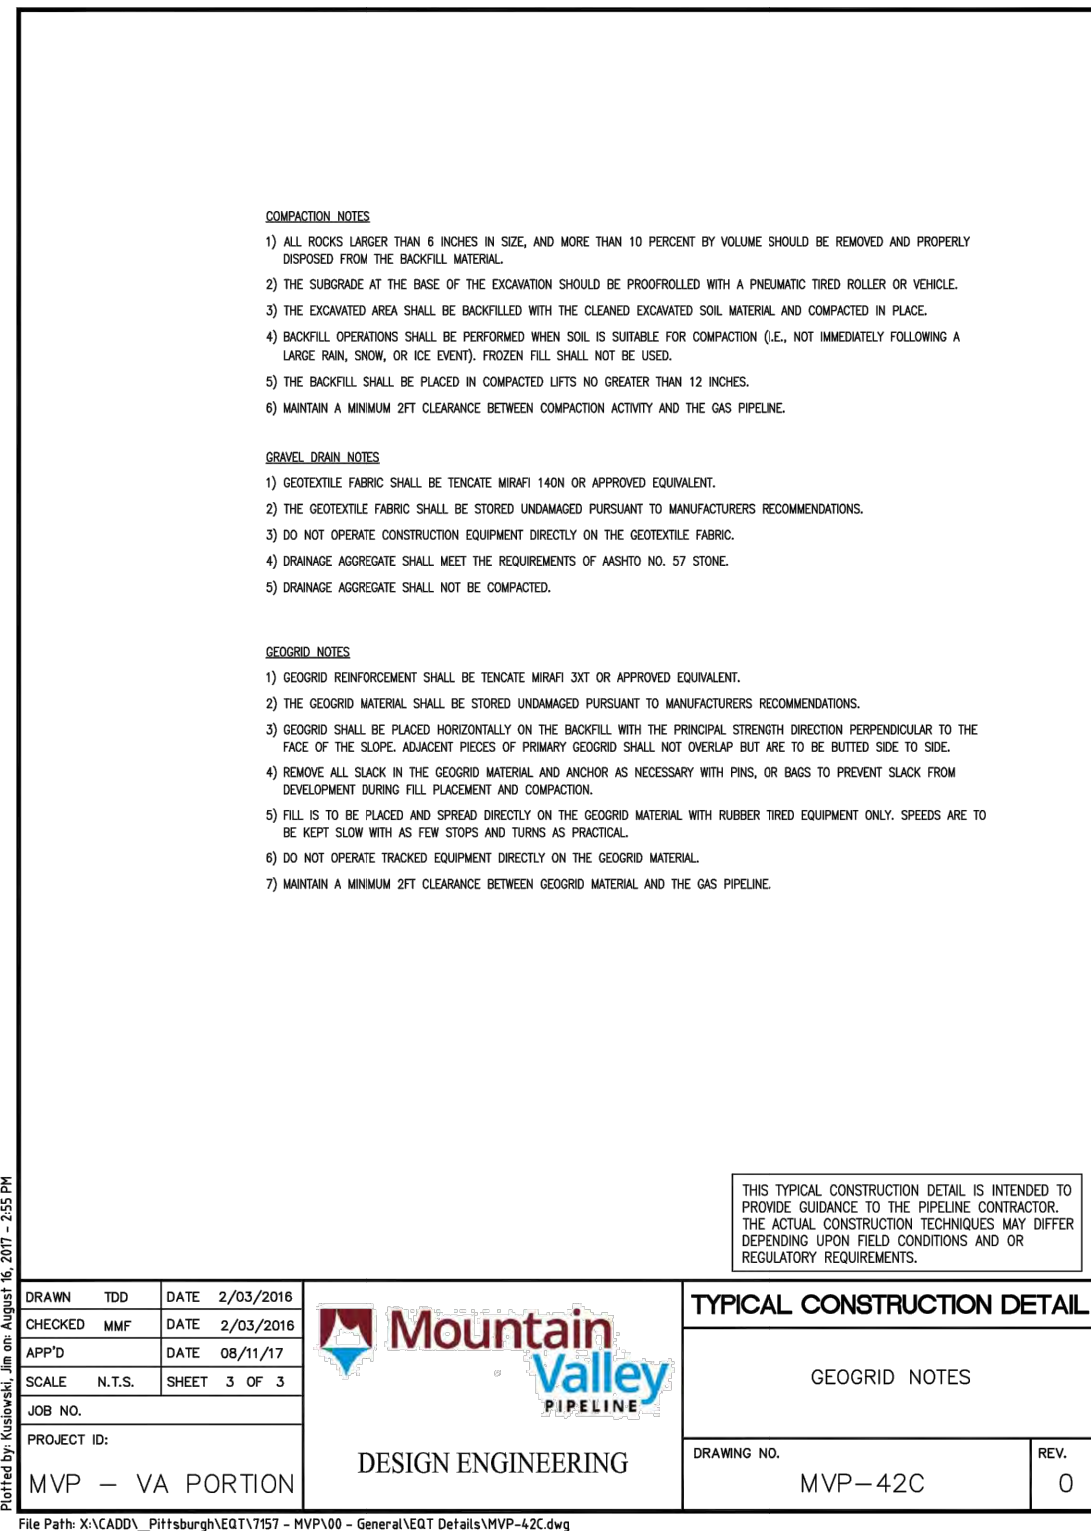 COMPACTION NOTES
1) ALL ROCKS LARGER THAN 6 INCHES IN SIZE, AND MORE THAN 10 PERCENT BY VOLUME SHOULD BE REMOVED AND PROPERLY
DISPOSED FROM THE BACKFILL MATERIAL.
2) THE SUBGRADE AT THE BASE OF THE EXCAVATION SHOULD BE PROOFROLLED WITH A PNEUMATIC TIRED ROLLER OR VEHICLE.
3) THE EXCAVATED AREA SHALL BE BACKFILLED WITH THE CLEANED EXCAVATED SOIL MATERIAL AND COMPACTED IN PLACE.
4) BACKFILL OPERATIONS SHALL BE PERFORMED WHEN SOIL IS SUITABLE FOR COMPACTION (I.E., NOT IMMEDIATELY FOLLOWING A
LARGE RAIN, SNOW, OR ICE EVENT). FROZEN FILL SHALL NOT BE USED.
5) THE BACKFILL SHALL BE PLACED IN COMPACTED LIFTS NO GREATER THAN 12 INCHES.
6) MAINTAIN A MINIMUM 2FT CLEARANCE BETWEEN COMPACTION ACTIVITY AND THE GAS PIPELINE.
GRAVEL DRAIN NOTES
1) GEOTEXTILE FABRIC SHALL BE TENCATE MIRAFI 140N OR APPROVED EQUIVALENT.
2) THE GEOTEXTILE FABRIC SHALL BE STORED UNDAMAGED PURSUANT TO MANUFACTURERS RECOMMENDATIONS.
3) DO NOT OPERATE CONSTRUCTION EQUIPMENT DIRECTLY ON THE GEOTEXTILE FABRIC.
4) DRAINAGE AGGREGATE SHALL MEET THE REQUIREMENTS OF AASHTO NO. 57 STONE.
5) DRAINAGE AGGREGATE SHALL NOT BE COMPACTED.
GEOGRID NOTES
1) GEOGRID REINFORCEMENT SHALL BE TENCATE MIRAFI 3XT OR APPROVED EQUIVALENT.
2) THE GEOGRID MATERIAL SHALL BE STORED UNDAMAGED PURSUANT TO MANUFACTURERS RECOMMENDATIONS.
3) GEOGRID SHALL BE PLACED HORIZONTALLY ON THE BACKFILL WITH THE PRINCIPAL STRENGTH DIRECTION PERPENDICULAR TO THE
FACE OF THE SLOPE. ADJACENT PIECES OF PRIMARY GEOGRID SHALL NOT OVERLAP BUT ARE TO BE BUTTED SIDE TO SIDE.
4) REMOVE ALL SLACK IN THE GEOGRID MATERIAL AND ANCHOR AS NECESSARY WITH PINS, OR BAGS TO PREVENT SLACK FROM
DEVELOPMENT DURING FILL PLACEMENT AND COMPACTION.
5) FILL IS TO BE PLACED AND SPREAD DIRECTLY ON THE GEOGRID MATERIAL WITH RUBBER TIRED EQUIPMENT ONLY. SPEEDS ARE TO
BE KEPT SLOW WITH AS FEW STOPS AND TURNS AS PRACTICAL.
6) DO NOT OPERATE TRACKED EQUIPMENT DIRECTLY ON THE GEOGRID MATERIAL.
7) MAINTAIN A MINIMUM 2FT CLEARANCE BETWEEN GEOGRID MATERIAL AND THE GAS PIPELINE.
THIS TYPICAL CONSTRUCTION DETAIL IS INTENDED TO
PROVIDE GUIDANCE TO THE PIPELINE CONTRACTOR.
THE ACTUAL CONSTRUCTION TECHNIQUES MAY DIFFER
DEPENDING UPON FIELD CONDITIONS AND OR
REGULATORY REQUIREMENTS.
Plotted by: Kusiowski, Jim on: August 16, 2017 - 2:55 PM
DRAWN TDD DATE 2/03/2016
CHECKED MMF DATE 2/03/2016
APP'D DATE 08/11/17
SCALE N.T.S. SHEET 3 OF 3
JOB NO.
PROJECT ID:
MVP - VA PORTION
Mountain
Valley
PIPELINE
DESIGN ENGINEERING
TYPICAL CONSTRUCTION DETAIL
GEOGRID NOTES
DRAWING NO.
MVP-42C
REV.
0
File Path: X:\CADD\_Pittsburgh\EQT\7157 - MVP\00 - General\EQT Details\MVP-42C.dwg